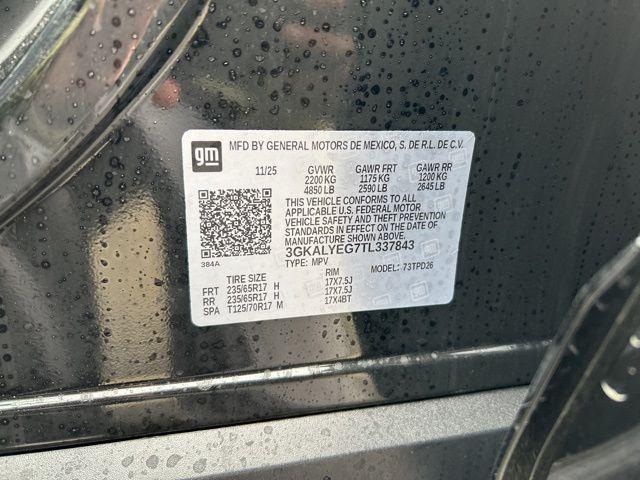 gm
MFD BY GENERAL MOTORS DE MEXICO, S. DE R.L. DE C.V.
11/25 GVWR GAWR FRT GAWR RR
2200 KG 1175 KG 1200 KG
4850 LB 2590 LB 2645 LB
THIS VEHICLE CONFORMS TO ALL
APPLICABLE U.S. FEDERAL MOTOR
VEHICLE SAFETY AND THEFT PREVENTION
STANDARDS IN EFFECT ON THE DATE OF
MANUFACTURE SHOWN ABOVE.
3GKALYEG7TL337843
384A TYPE: MPV MODEL: 73TPD26
TIRE SIZE RIM
FRT 235/65R17 H 17X7.5J
RR 235/65R17 H 17X7.5J
SPA T125/70R17 M 17X4BT